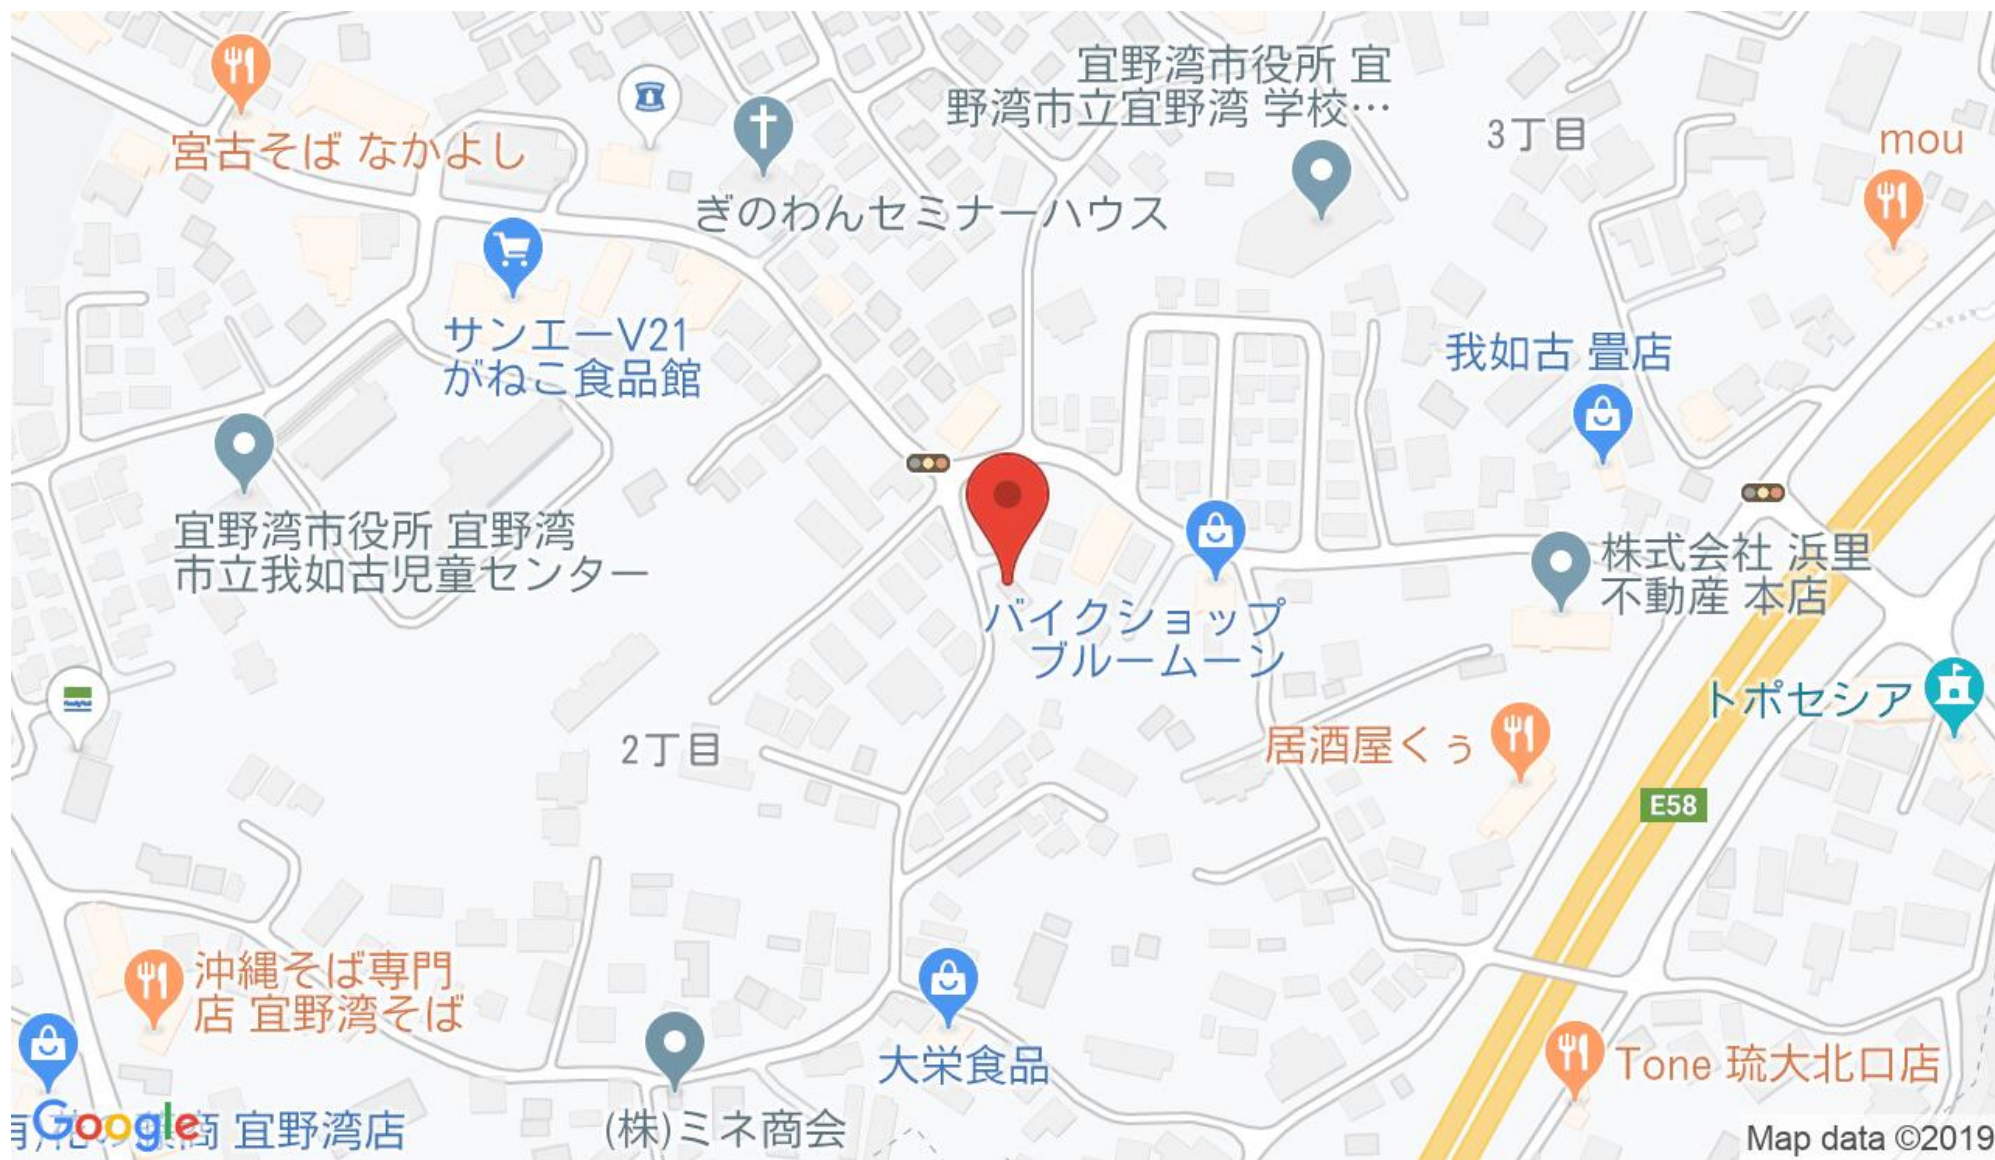 宜野湾市役所 宜
野湾市立宜野湾 学校…
3丁目
mou
宮古そば なかよし
ぎのわんセミナーハウス
サンエーV21
がねこ食品館
我如古 畳店
宜野湾市役所 宜野湾
市立我如古児童センター
株式会社 浜里
不動産 本店
バイクショップ
ブルームーン
トポセシア
2丁目
居酒屋くぅ
E58
沖縄そば専門
店 宜野湾そば
大栄食品
Tone 琉大北口店
(株)ミネ商会
Google
商 宜野湾店
Map data ©2019